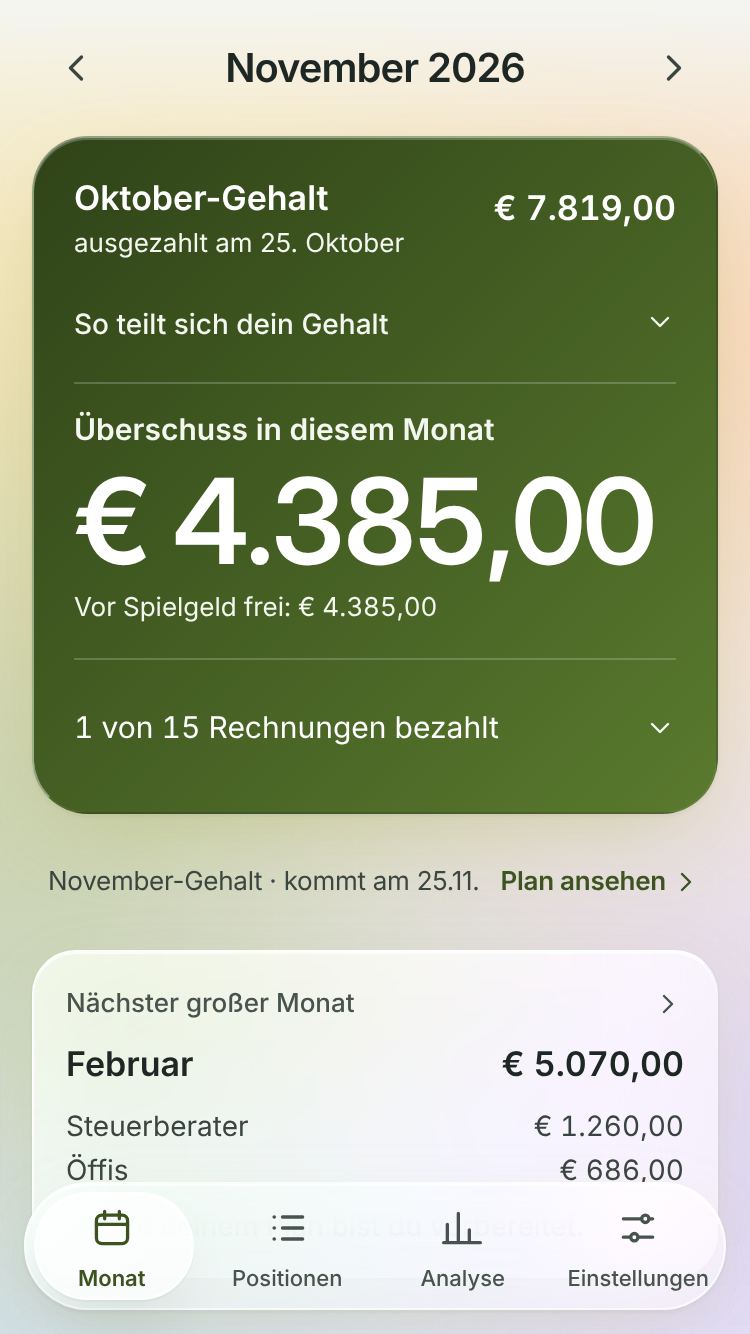 November 2026
Oktober-Gehalt
€ 7.819,00
ausgezahlt am 25. Oktober
So teilt sich dein Gehalt
Überschuss in diesem Monat
€ 4.385,00
Vor Spielgeld frei: € 4.385,00
1 von 15 Rechnungen bezahlt
November-Gehalt · kommt am 25.11. Plan ansehen
Nächster großer Monat
Februar € 5.070,00
Steuerberater € 1.260,00
Öffis € 686,00
bist du
Monat Positionen Analyse Einstellungen